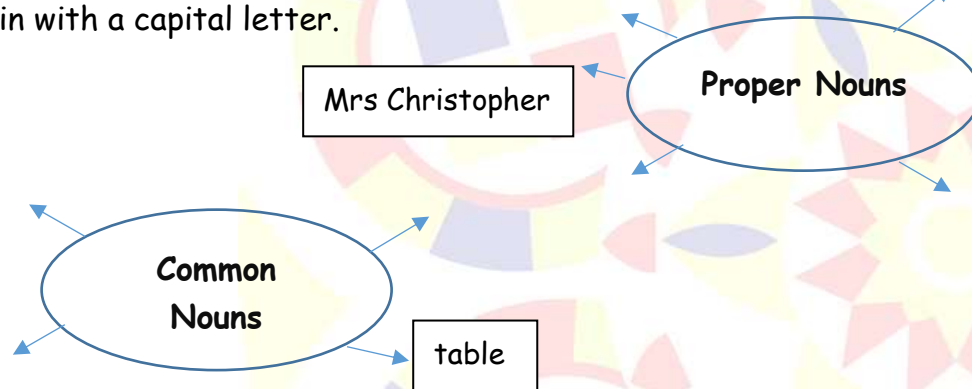 in with a capital letter.
Proper Nouns
Mrs Christopher
Common
Nouns
table